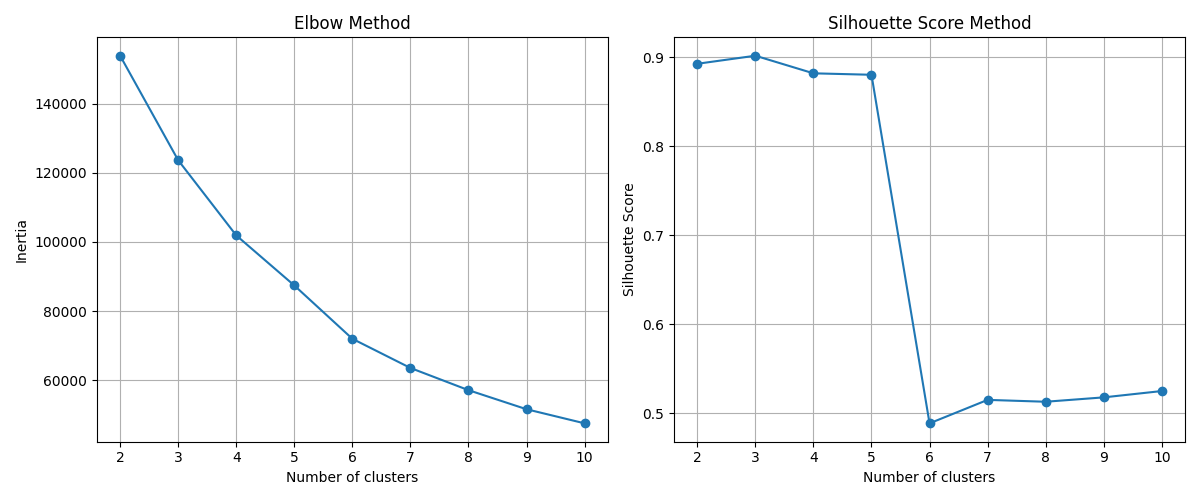 Elbow Method
Inertia
140000
120000
100000
80000
60000
2 3 4 5 6 7 8 9 10
Number of clusters
Silhouette Score Method
Silhouette Score
0.9
0.8
0.7
0.6
0.5
2 3 4 5 6 7 8 9 10
Number of clusters